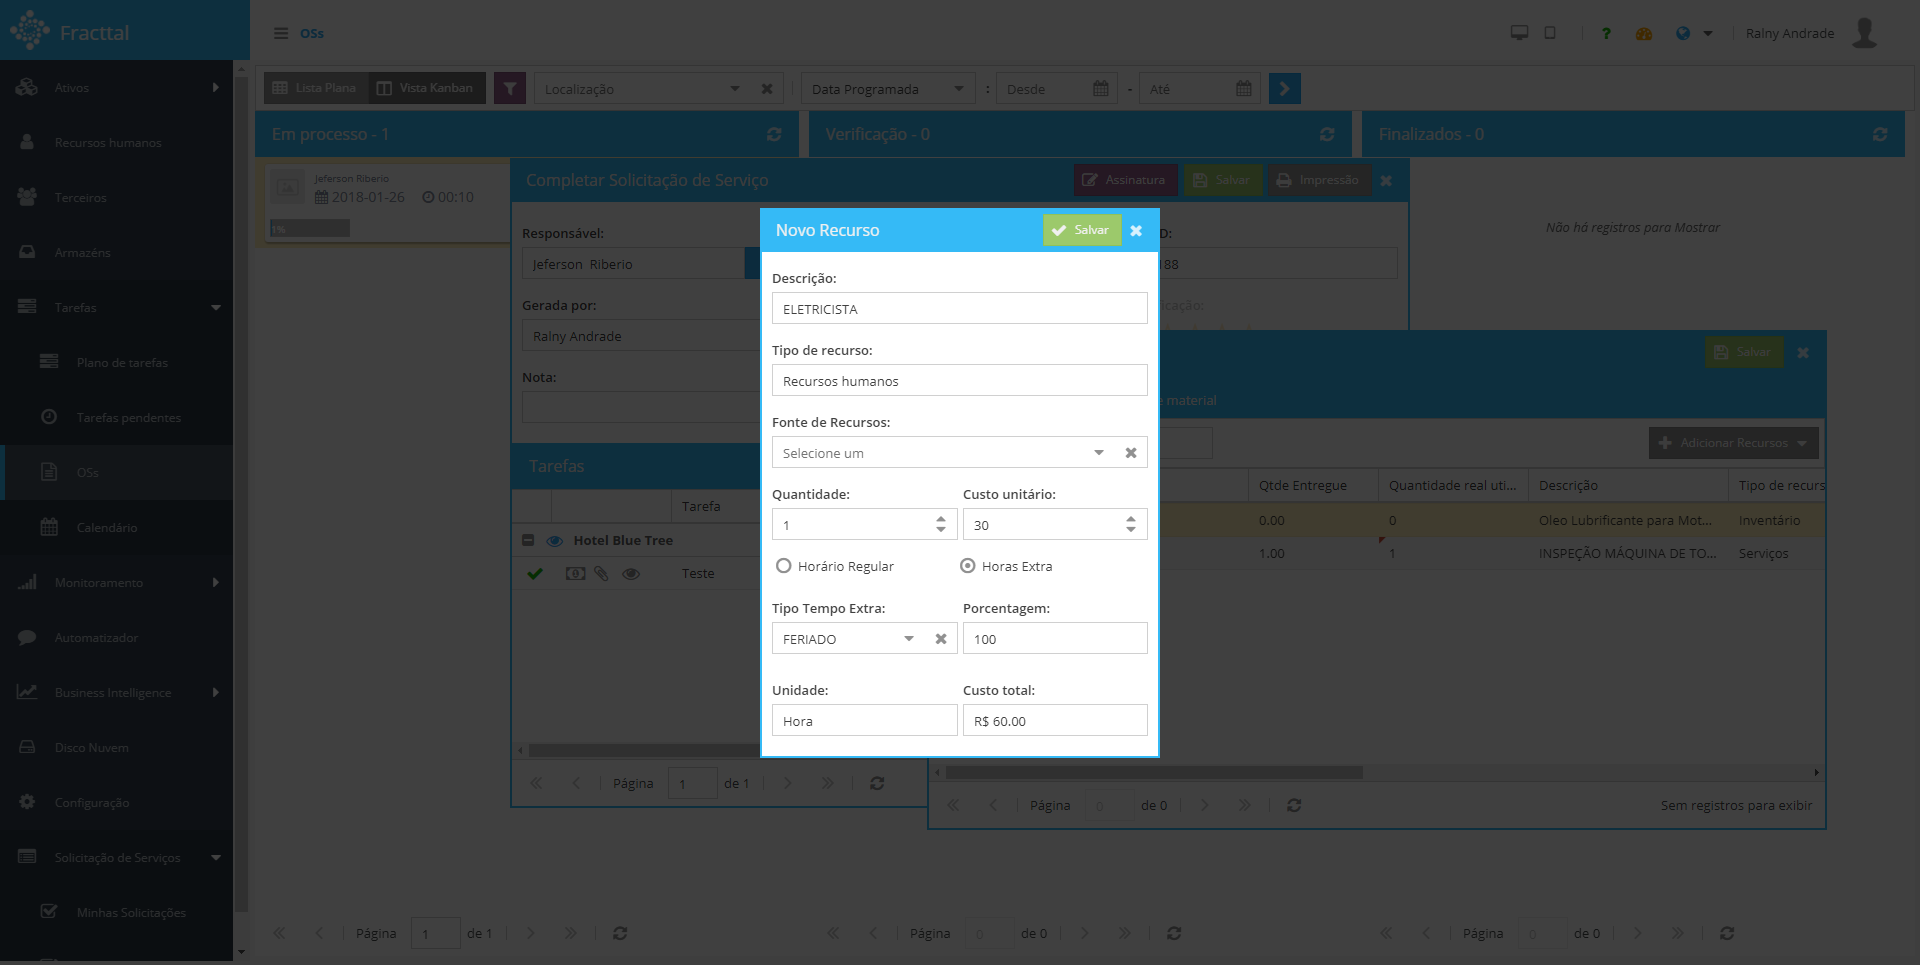 Fracttal
OSs
?
Ralny Andrade
Ativos
Recursos humanos
Terceiros
Armazéns
Tarefas
Plano de tarefas
Tarefas pendentes
OSs
Calendário
Monitoramento
Automatizador
Business Intelligence
Disco Nuvem
Configuração
Solicitação de Serviços
Minhas Solicitações
Lista Plana
Vista Kanban
Localização
Data Programada
:
Desde
-
Até
Em processo - 1
Verificação - 0
Finalizados - 0
Jeferson Riberio
2018-01-26 00:10
1%
Não há registros para Mostrar
Completar Solicitação de Serviço
Assinatura
Salvar
Impressão
Responsável:
Jeferson Riberio
D:
188
Gerada por:
Ralny Andrade
icação:
Nota:
Tarefas
Tarefa
Hotel Blue Tree
Teste
Página 1 de 1
Novo Recurso
Salvar
Descrição:
ELETRICISTA
Tipo de recurso:
Recursos humanos
Fonte de Recursos:
Selecione um
Quantidade: Custo unitário:
1 30
Horário Regular Horas Extra
Tipo Tempo Extra: Porcentagem:
FERIADO 100
Unidade: Custo total:
Hora R$ 60.00
Salvar
material
Adicionar Recursos
Qtde Entregue Quantidade real uti... Descrição Tipo de recurs
0.00 0 Oleo Lubrificante para Mot... Inventário
1.00 1 INSPEÇÃO MÁQUINA DE TO... Serviços
Página 0 de 0
Sem registros para exibir
Página 1 de 1
Página 0 de 0
Página 0 de 0